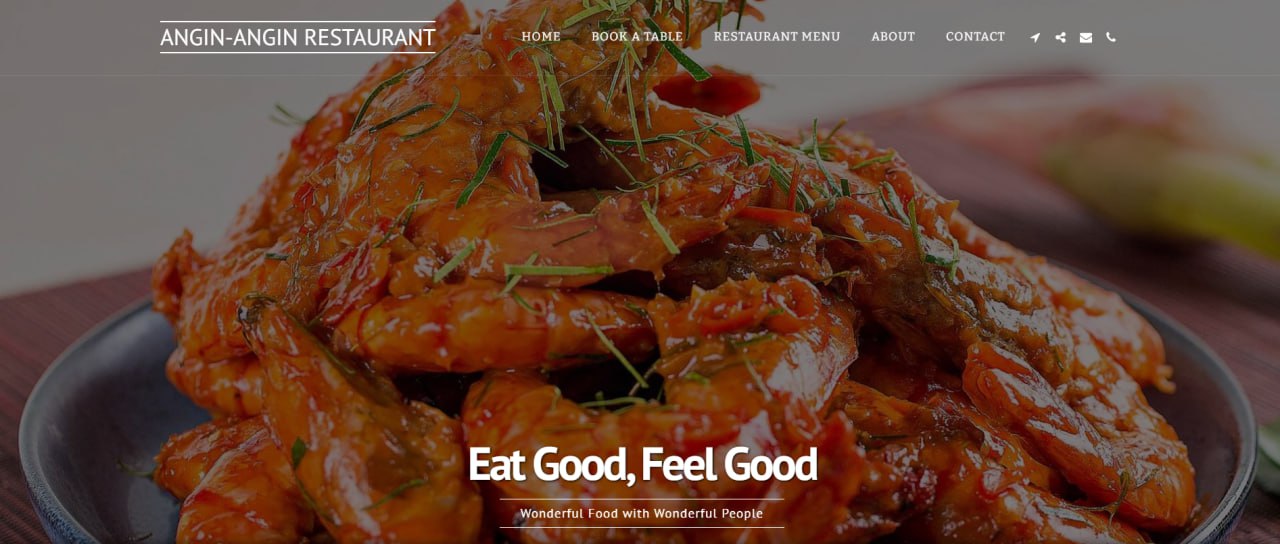 ANGIN-ANGIN RESTAURANT
HOME BOOK A TABLE RESTAURANT MENU ABOUT CONTACT
Eat Good, Feel Good
Wonderful Food with Wonderful People